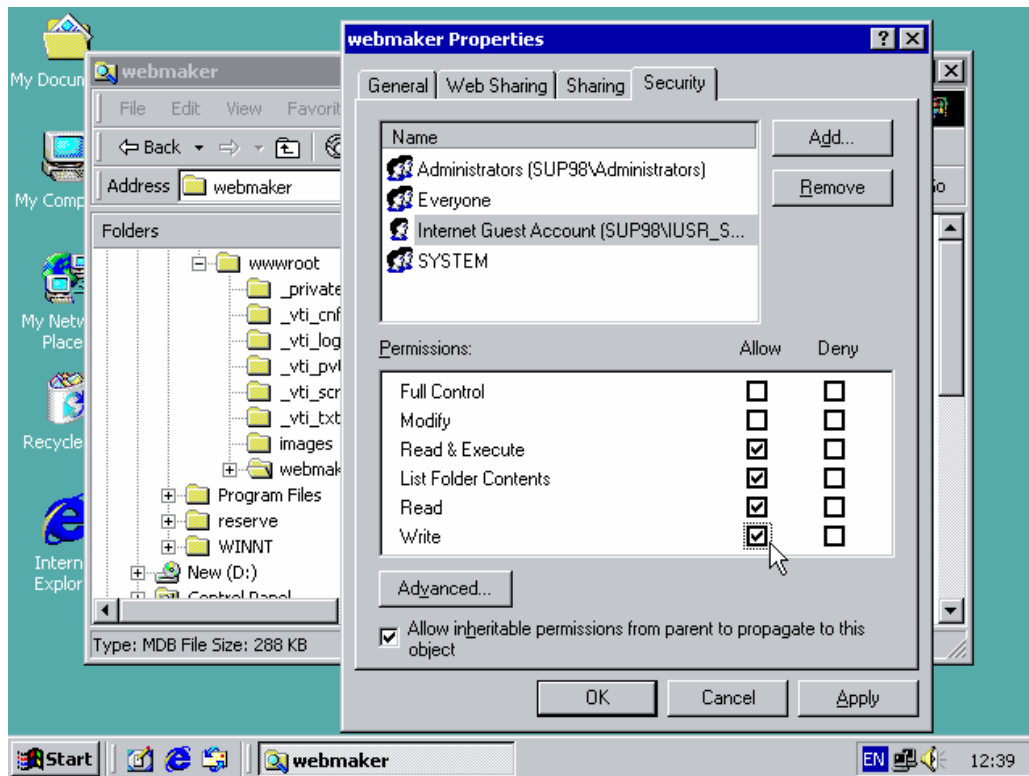 My Docum
My Comp
My Netv
Place
Recycle
Intern
Explor
webmaker
File Edit View Favorit
Back
Address webmaker
Folders
wwwroot
_private
_vti_cnf
_vti_log
_vti_pvt
_vti_scr
_vti_txt
images
webmak
Program Files
reserve
WINNT
New (D:)
Control Panel
Type: MDB File Size: 288 KB
webmaker Properties
General Web Sharing Sharing Security
Name
Administrators (SUP98\Administrators)
Everyone
Internet Guest Account (SUP98\IUSR_S...
SYSTEM
Add...
Remove
Permissions: Allow Deny
Full Control
Modify
Read & Execute
List Folder Contents
Read
Write
Advanced...
Allow inheritable permissions from parent to propagate to this
object
OK Cancel Apply
Start webmaker EN 12:39